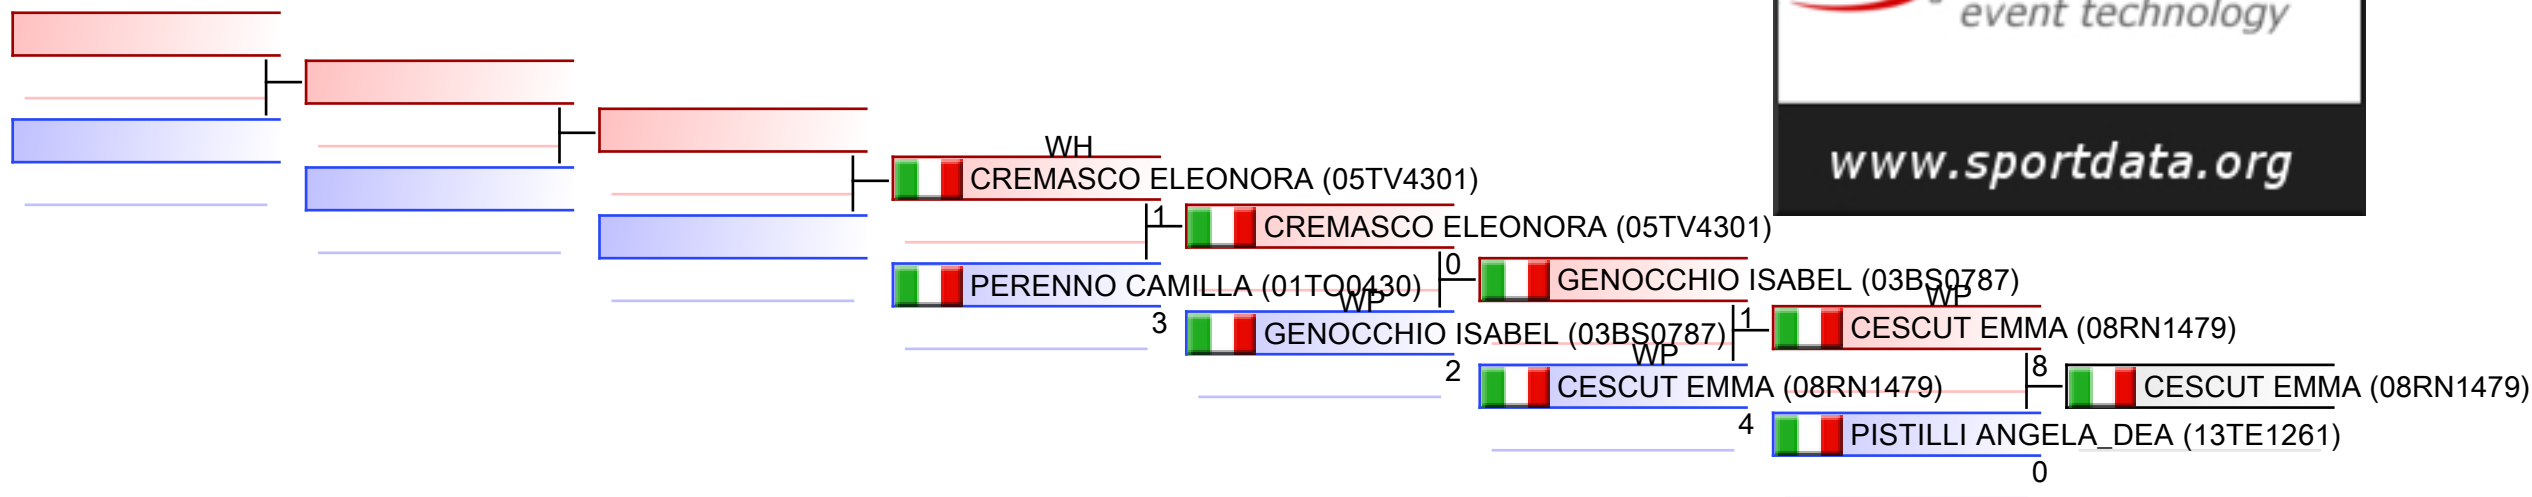 event technology
www.sportdata.org
WH
CREMASCO ELEONORA (05TV4301)
1
CREMASCO ELEONORA (05TV4301)
PERENNO CAMILLA (01TO0430)
3
0
GENOCCHIO ISABEL (03BS0787)
WP
GENOCCHIO ISABEL (03BS0787)
2
1
WP
CESCUT EMMA (08RN1479)
WP
CESCUT EMMA (08RN1479)
4
8
CESCUT EMMA (08RN1479)
PISTILLI ANGELA_DEA (13TE1261)
0